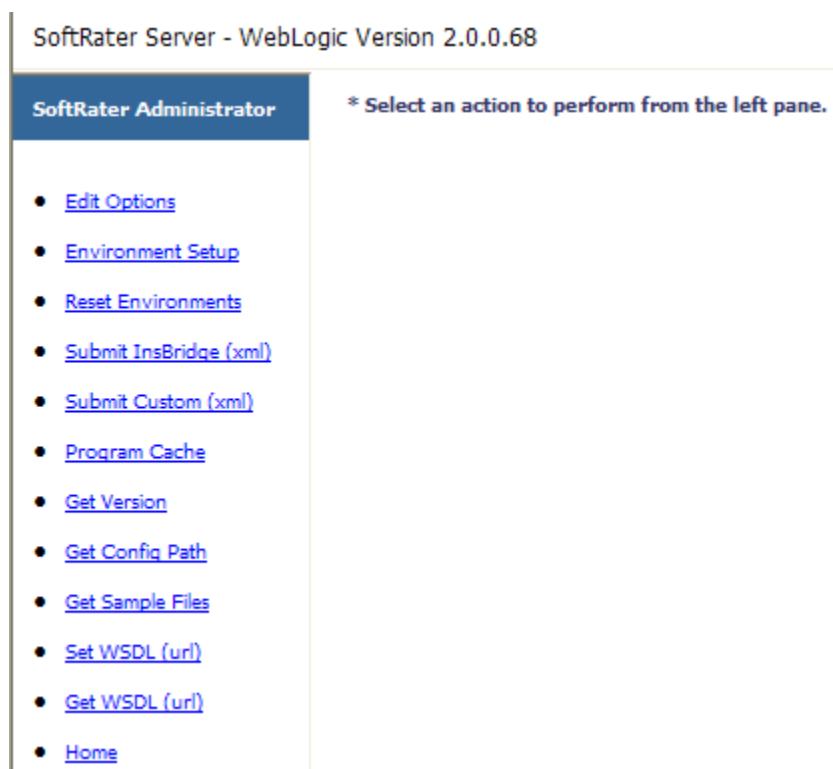 SoftRater Server - WebLogic Version 2.0.0.68
SoftRater Administrator
* Select an action to perform from the left pane.
Edit Options
Environment Setup
Reset Environments
Submit InsBridge (xml)
Submit Custom (xml)
Program Cache
Get Version
Get Config Path
Get Sample Files
Set WSDL (url)
Get WSDL (url)
Home